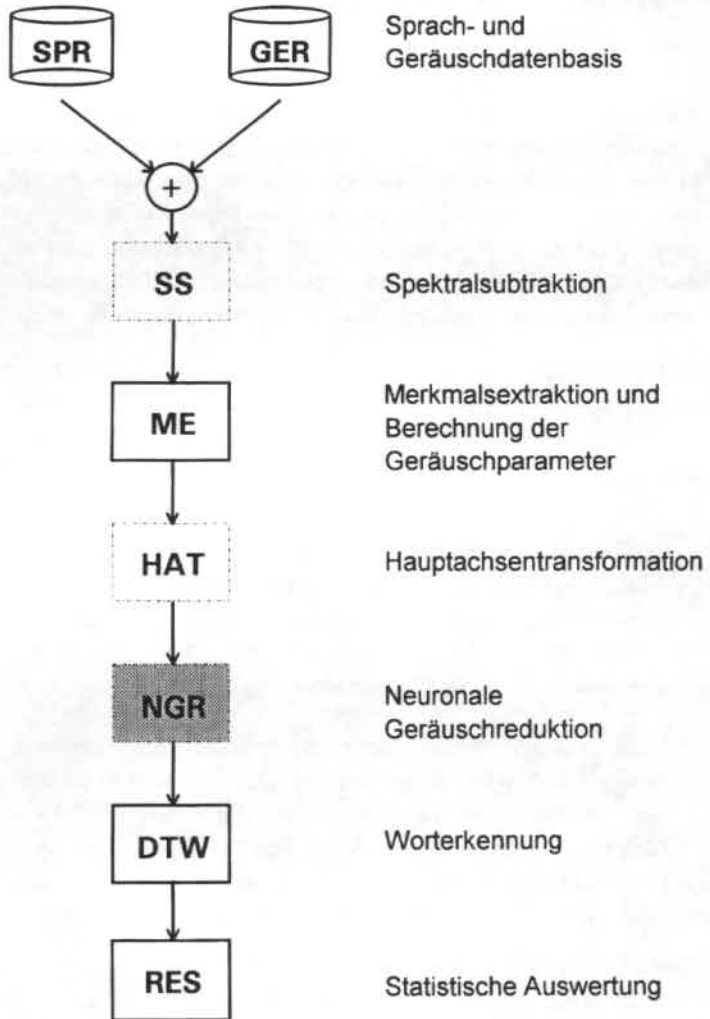 SPR
GER
Sprach- und
Geräuschdatenbasis
+
SS
Spektralsubtraktion
ME
Merkmalsextraktion und
Berechnung der
Geräuschparameter
HAT
Hauptachsentransformation
NGR
Neuronale
Geräuschreduktion
DTW
Worterkennung
RES
Statistische Auswertung